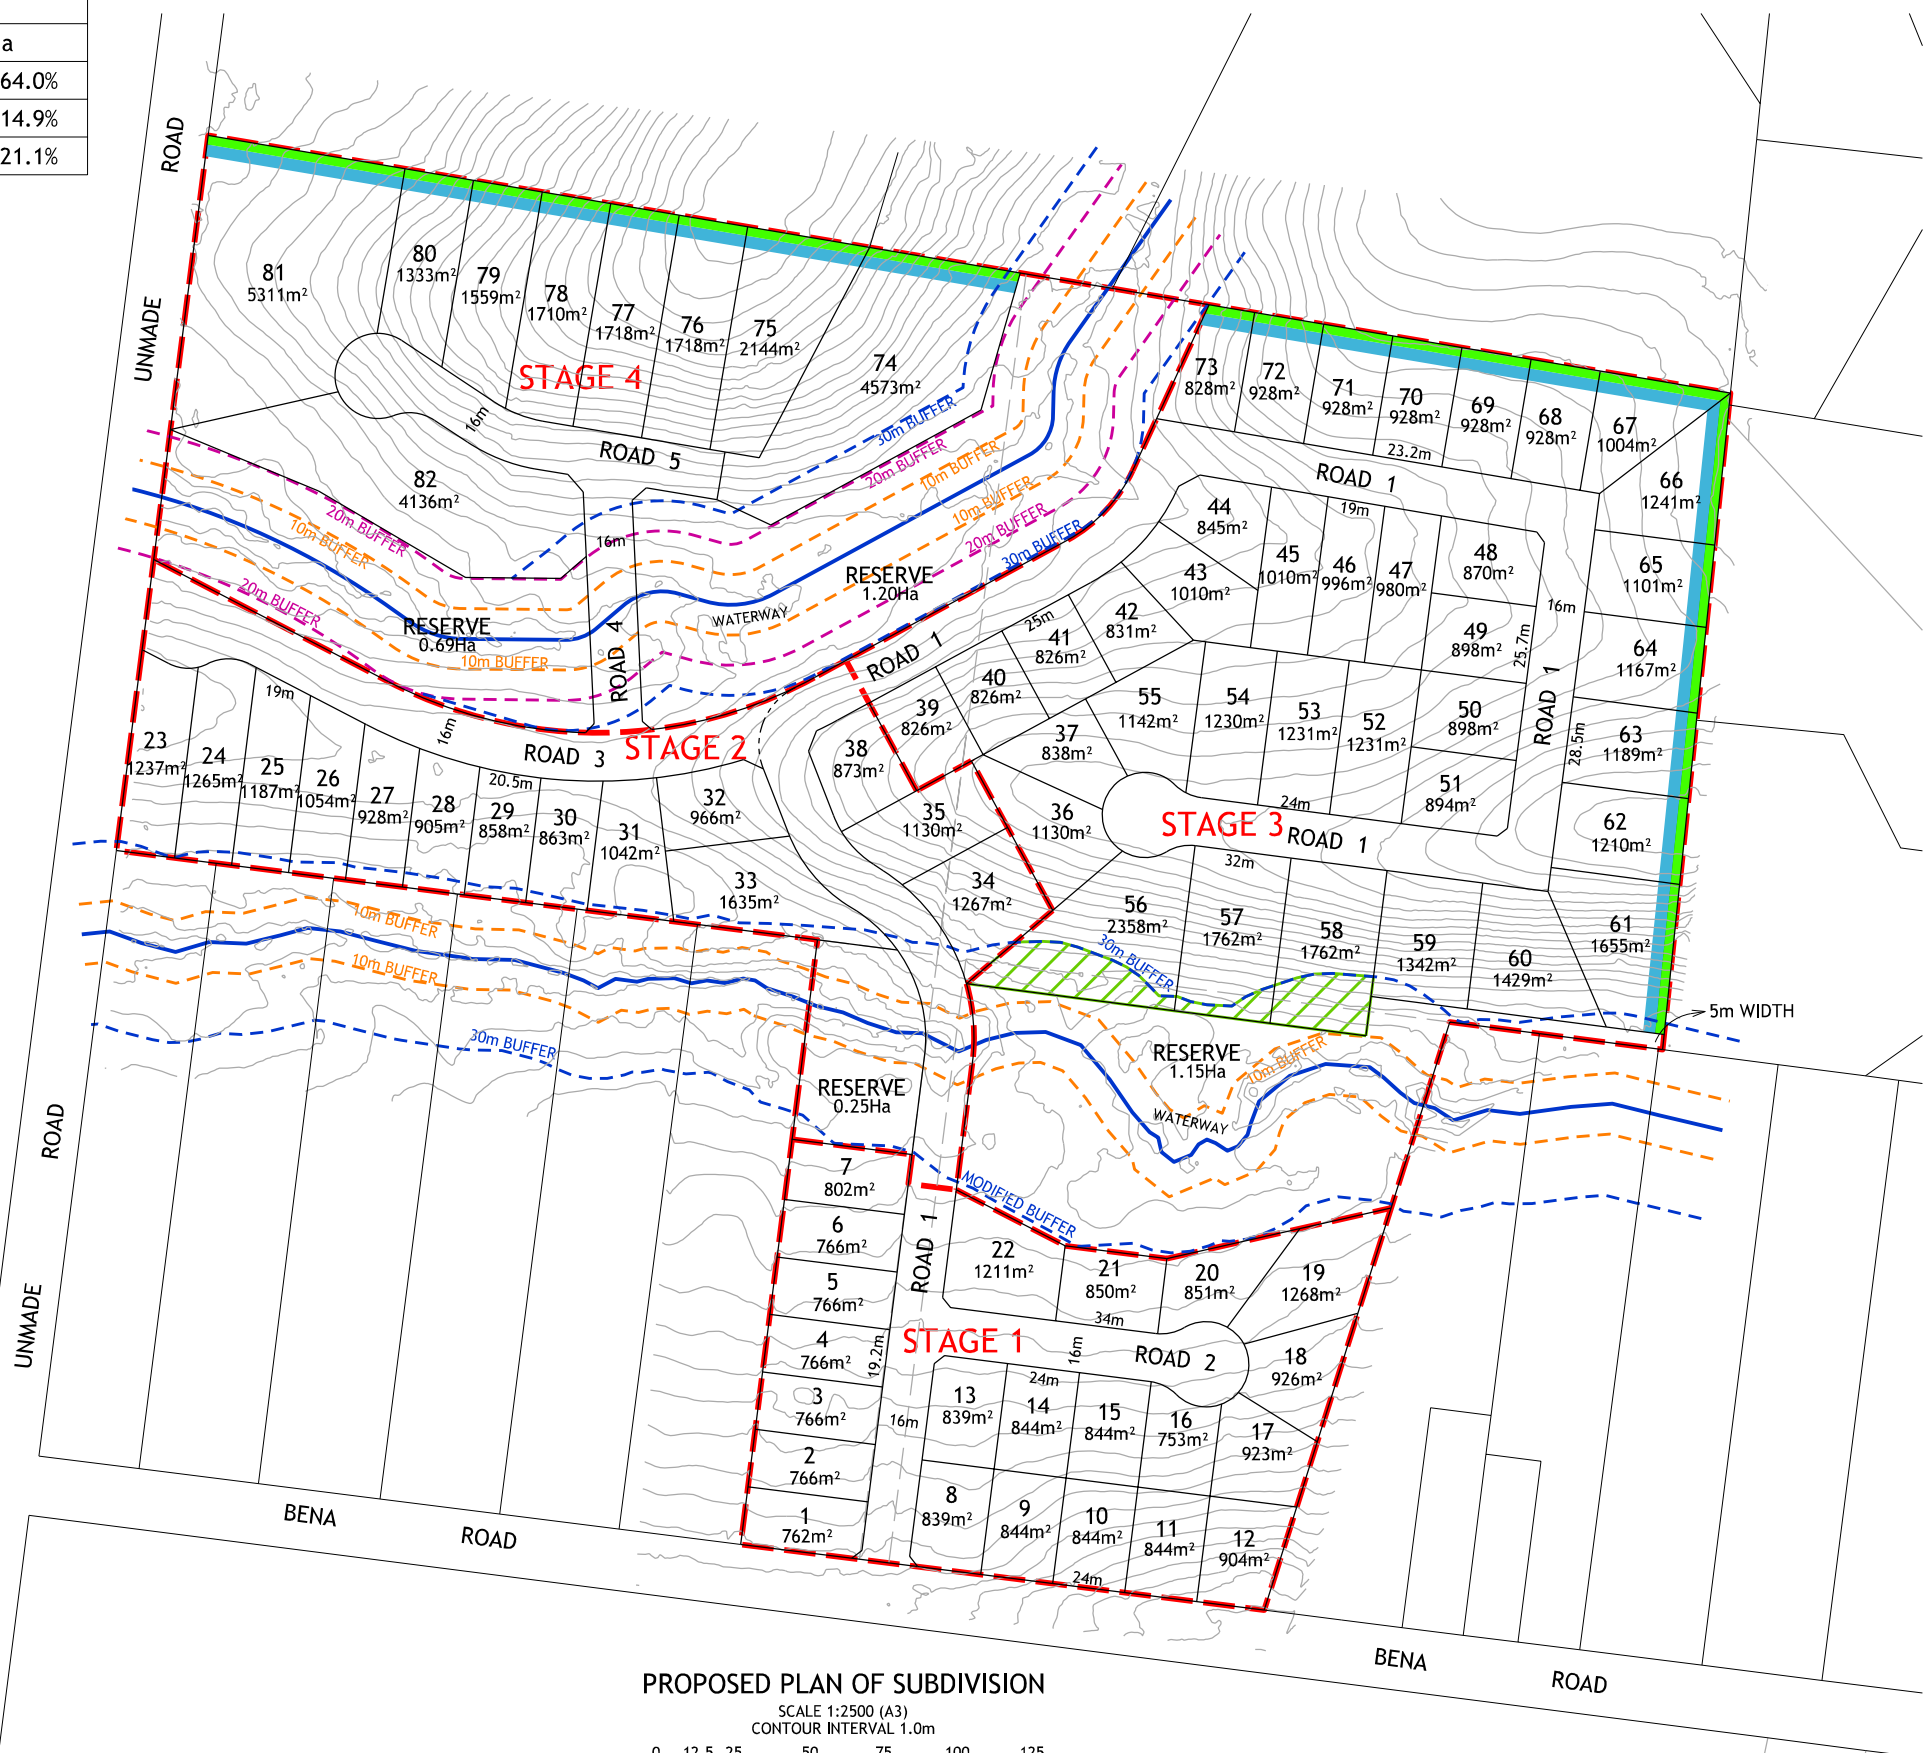 a
64.0%
14.9%
21.1%
ROAD
UNMADE
81
5311m²
80
1333m²
79
1559m²
78
1710m²
77
1718m²
76
1718m²
75
2144m²
74
4573m²
STAGE 4
16m
ROAD 5
82
4136m²
30m BUFFER
20m BUFFER
10m BUFFER
10m BUFFER
20m BUFFER
30m BUFFER
20m BUFFER
10m BUFFER
20m BUFFER
10m BUFFER
16m
RESERVE
1.20Ha
WATERWAY
RESERVE
0.69Ha
ROAD 4
73
828m²
72
928m²
71
928m²
70
928m²
69
928m²
68
928m²
67
1004m²
66
1241m²
65
1101m²
64
1167m²
63
1189m²
62
1210m²
61
1655m²
23.2m
ROAD 1
19m
44
845m²
45
1010m²
46
996m²
47
980m²
48
870m²
49
898m²
50
898m²
51
894m²
16m
25.7m
ROAD 1
28.5m
43
1010m²
42
831m²
41
826m²
40
826m²
39
826m²
38
873m²
25m
ROAD 1
37
838m²
55
1142m²
54
1230m²
53
1231m²
52
1231m²
24m
STAGE 3
ROAD 1
32m
36
1130m²
35
1130m²
34
1267m²
56
2358m²
57
1762m²
58
1762m²
59
1342m²
60
1429m²
30m BUFFER
5m WIDTH
19m
16m
ROAD 3
STAGE 2
20.5m
23
1237m²
24
1265m²
25
1187m²
26
1054m²
27
928m²
28
905m²
29
858m²
30
863m²
31
1042m²
32
966m²
33
1635m²
10m BUFFER
10m BUFFER
30m BUFFER
RESERVE
0.25Ha
RESERVE
1.15Ha
10m BUFFER
WATERWAY
MODIFIED BUFFER
ROAD
UNMADE
7
802m²
6
766m²
5
766m²
4
766m²
3
766m²
2
766m²
1
762m²
ROAD 1
19.2m
16m
22
1211m²
21
850m²
20
851m²
19
1268m²
34m
STAGE 1
16m
ROAD 2
24m
18
926m²
13
839m²
14
844m²
15
844m²
16
753m²
17
923m²
8
839m²
9
844m²
10
844m²
11
844m²
12
904m²
24m
BENA
ROAD
BENA
ROAD
PROPOSED PLAN OF SUBDIVISION
SCALE 1:2500 (A3)
CONTOUR INTERVAL 1.0m
0 12.5 25 50 75 100 125